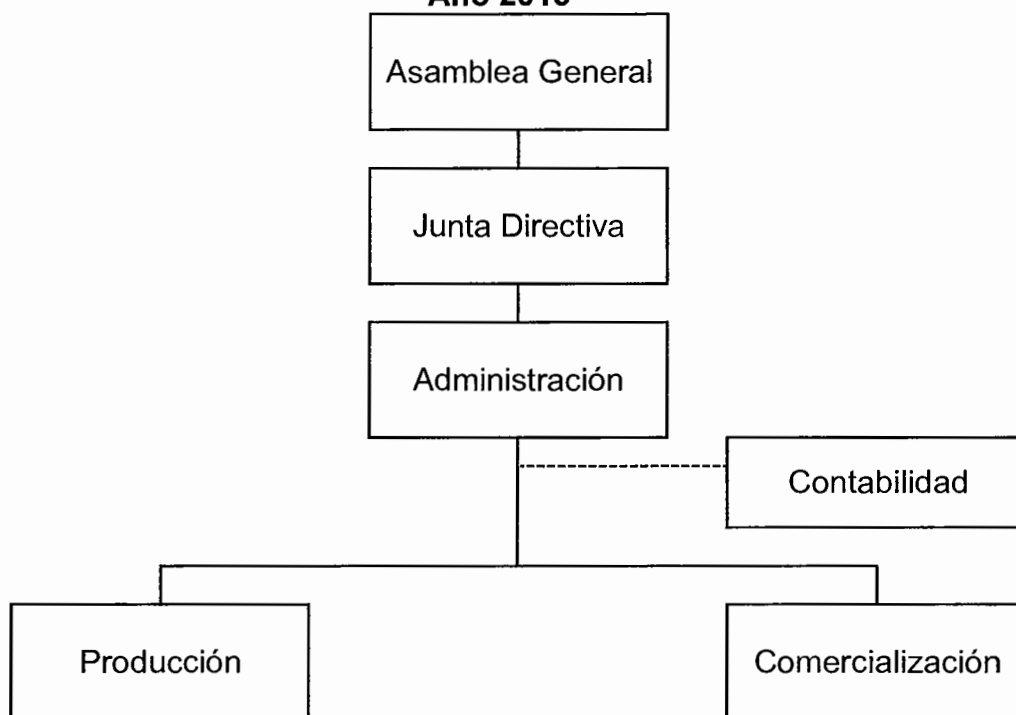 Asamblea General
Junta Directiva
Administración
Contabilidad
Producción
Comercialización